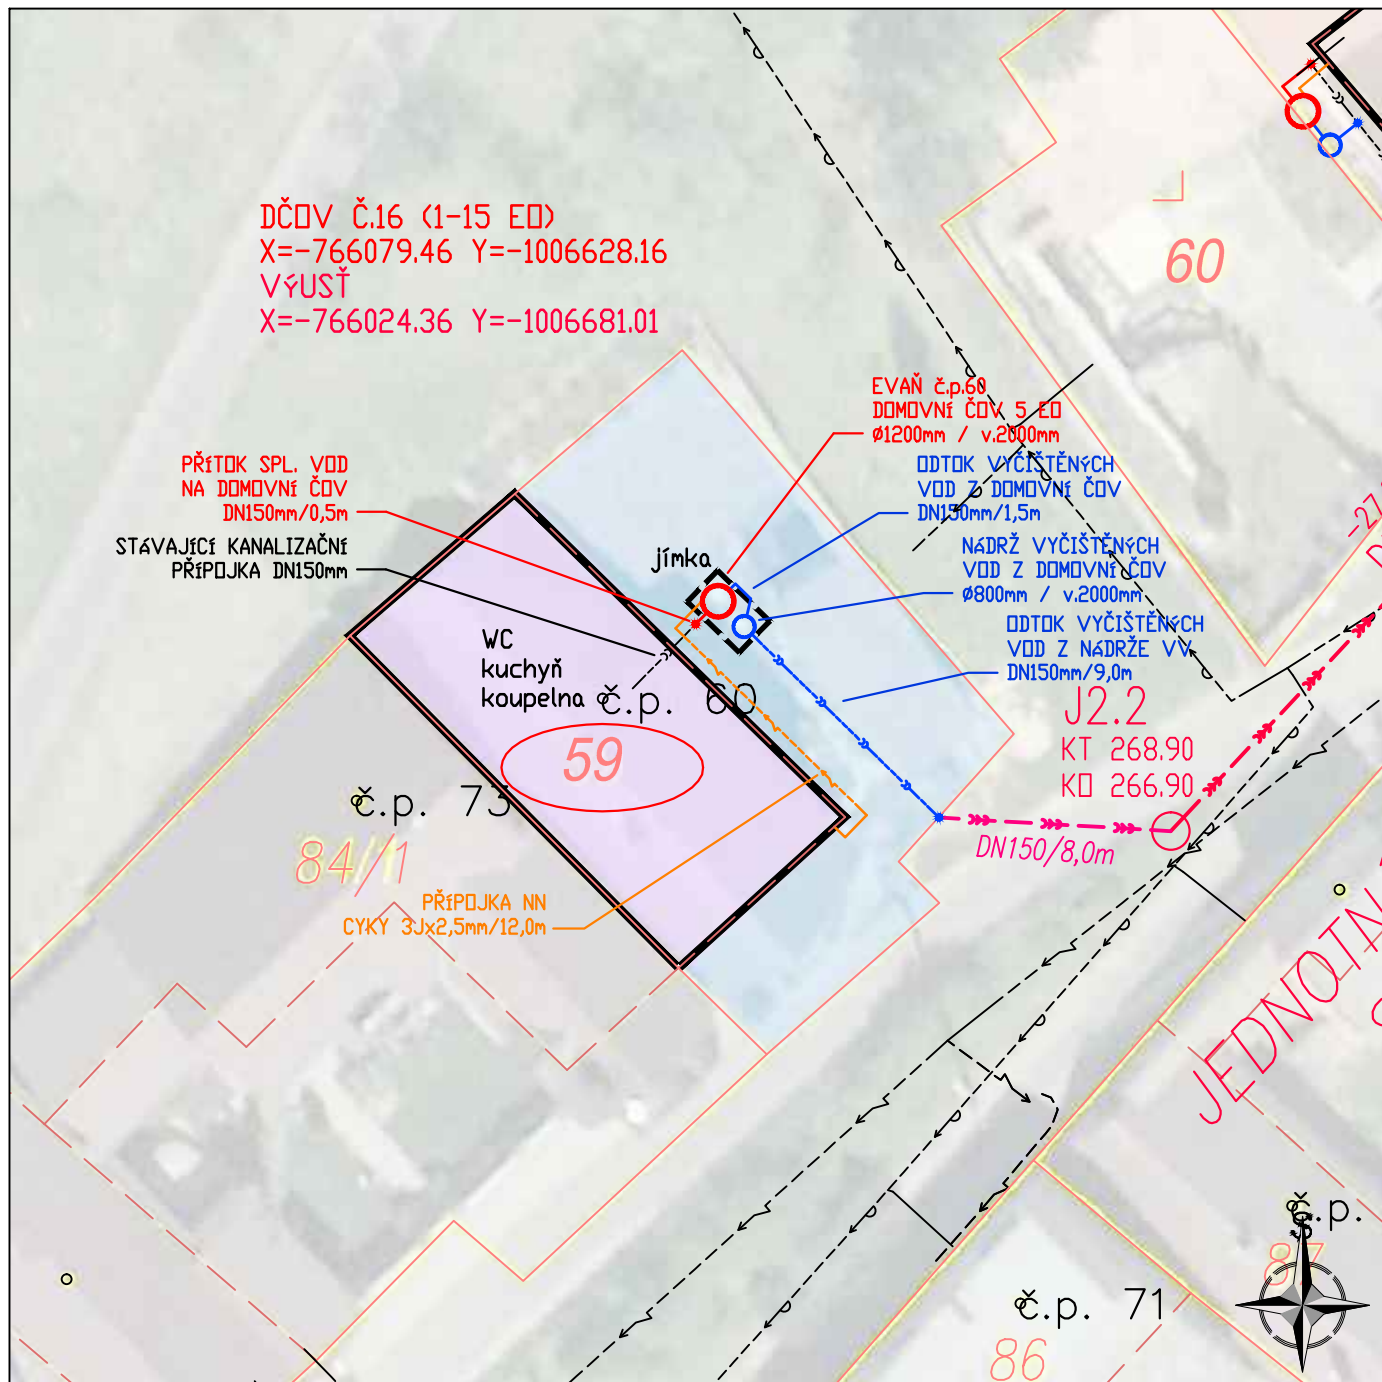 DČOV Č.16 (1-15 EO)
X=-766079.46 Y=-1006628.16
VÝUSŤ
X=-766024.36 Y=-1006681.01
60
EVAŇ č.p.60
DOMOVNÍ ČOV 5 EO
Ø1200mm / v.2000mm
PŘÍTOK SPL. VOD
NA DOMOVNÍ ČOV
DN150mm/0,5m
STÁVAJÍCÍ KANALIZAČNÍ
PŘÍPOJKA DN150mm
ODTOK VYČIŠTĚNÝCH
VOD Z DOMOVNÍ ČOV
DN150mm/1,5m
NÁDRŽ VYČIŠTĚNÝCH
VOD Z DOMOVNÍ ČOV
Ø800mm / v.2000mm
ODTOK VYČIŠTĚNÝCH
VOD Z NÁDRŽE VV
DN150mm/9,0m
jímka
WC
kuchyň
koupelna
č.p. 60
59
J2.2
KT 268.90
KO 266.90
DN150/8,0m
-27
D
č.p. 73
84/1
PŘÍPOJKA NN
CYKY 3Jx2,5mm/12,0m
JEDNOTN
č.p.
S
87
č.p. 71
86